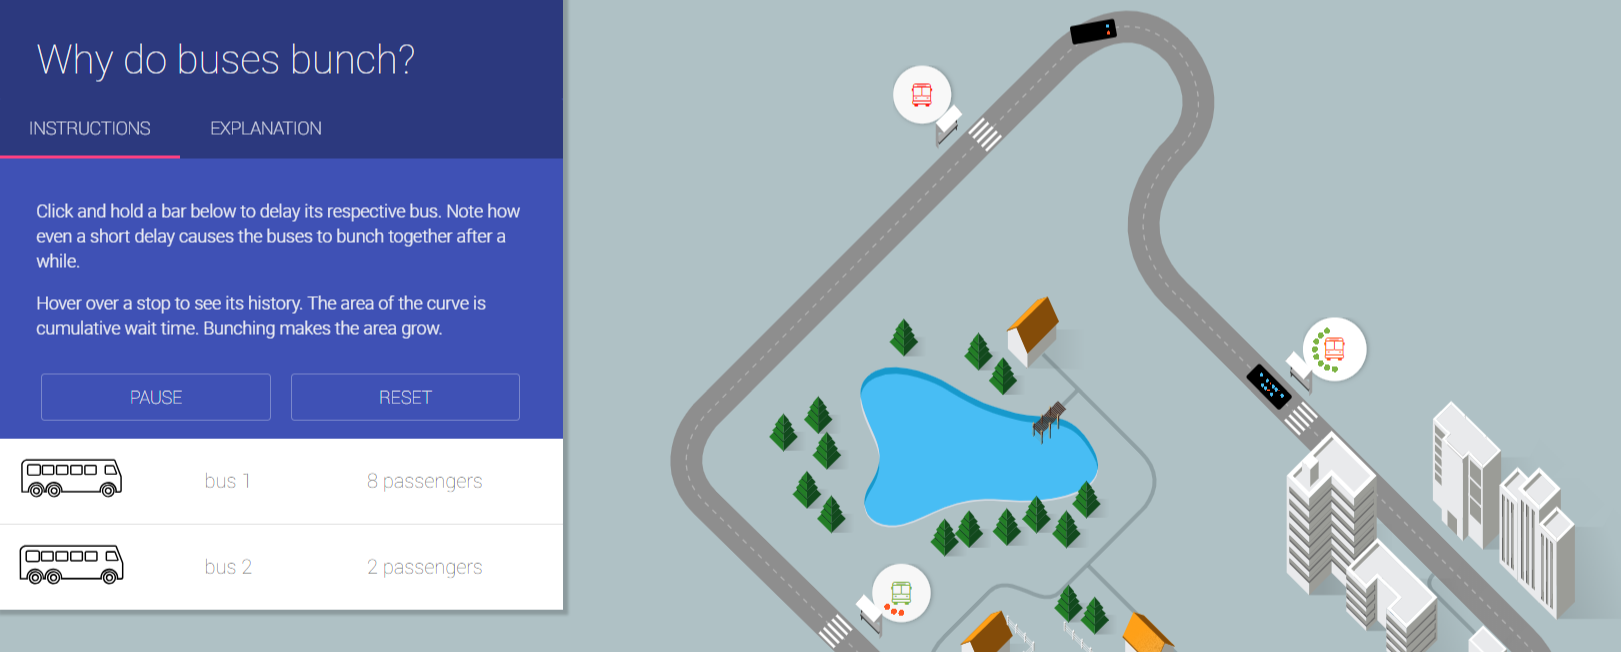 Why do buses bunch?
INSTRUCTIONS
EXPLANATION
Click and hold a bar below to delay its respective bus. Note how
even a short delay causes the buses to bunch together after a
while.
Hover over a stop to see its history. The area of the curve is
cumulative wait time. Bunching makes the area grow.
PAUSE
RESET
bus 1
8 passengers
bus 2
2 passengers